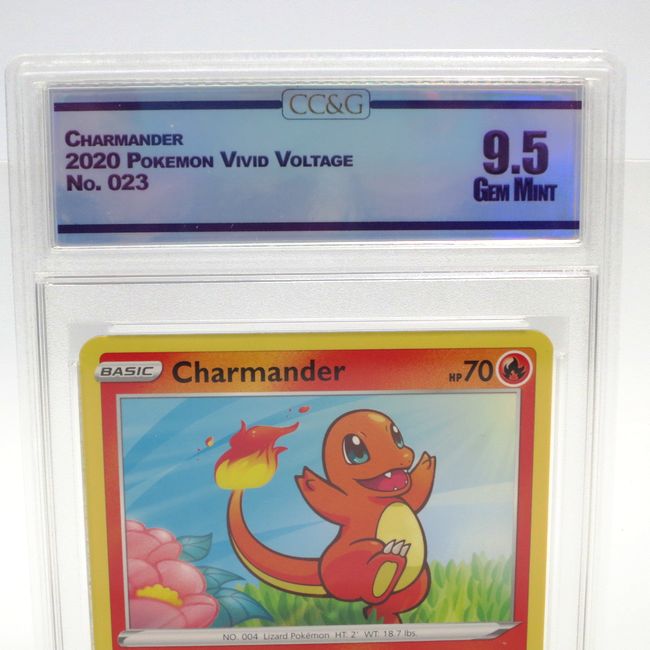 CC&G
CHARMANDER
2020 POKEMON VIVID VOLTAGE
NO. 023
9.5
GEM MINT
BASIC Charmander HP 70
NO. 004 Lizard Pokémon HT: 2' WT: 18.7 lbs.